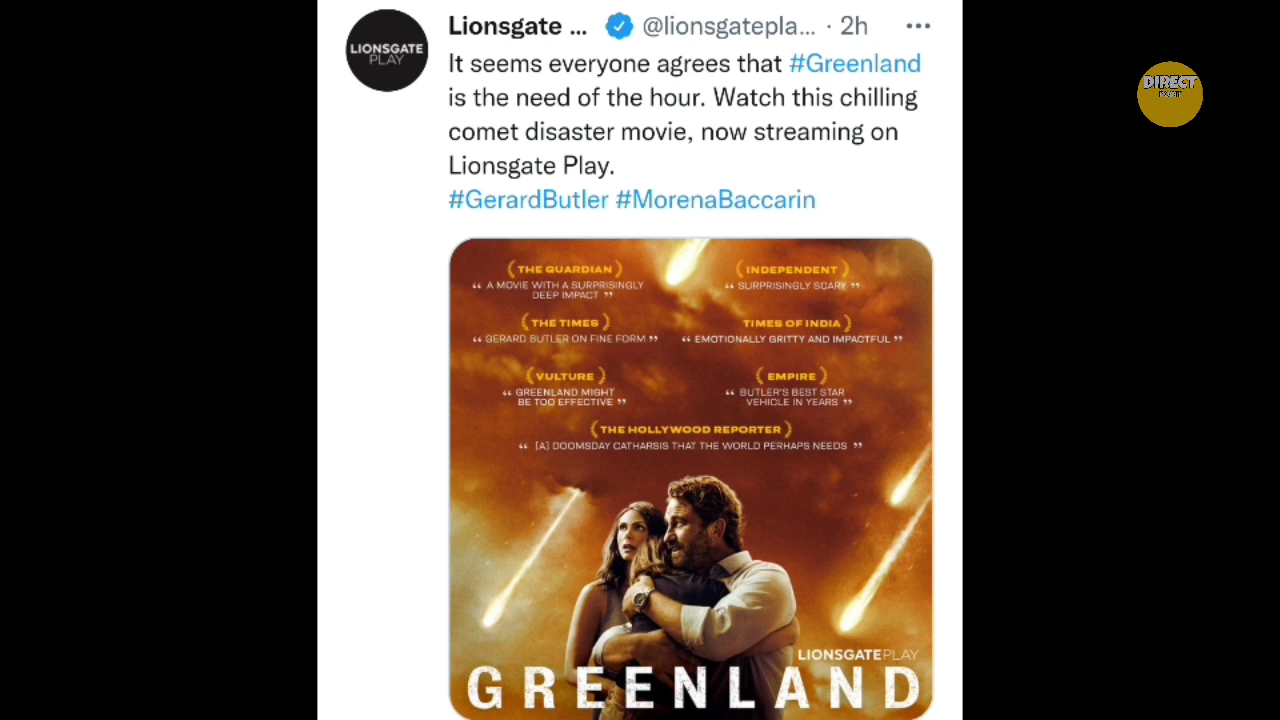 LIONSGATE
PLAY
Lionsgate ... @lionsgatepla... · 2h
It seems everyone agrees that #Greenland
is the need of the hour. Watch this chilling
comet disaster movie, now streaming on
Lionsgate Play.
#GerardButler #MorenaBaccarin
THE GUARDIAN
“ A MOVIE WITH A SURPRISINGLY
DEEP IMPACT ”
INDEPENDENT
“ SURPRISINGLY SCARY ”
THE TIMES
“ GERARD BUTLER ON FINE FORM ”
TIMES OF INDIA
“ EMOTIONALLY GRITTY AND IMPACTFUL ”
VULTURE
“ GREENLAND MIGHT
BE TOO EFFECTIVE ”
EMPIRE
“ BUTLER'S BEST STAR
VEHICLE IN YEARS ”
THE HOLLYWOOD REPORTER
“ [A] DOOMSDAY CATHARSIS THAT THE WORLD PERHAPS NEEDS ”
LIONSGATE PLAY
GREENLAND
DIRECT